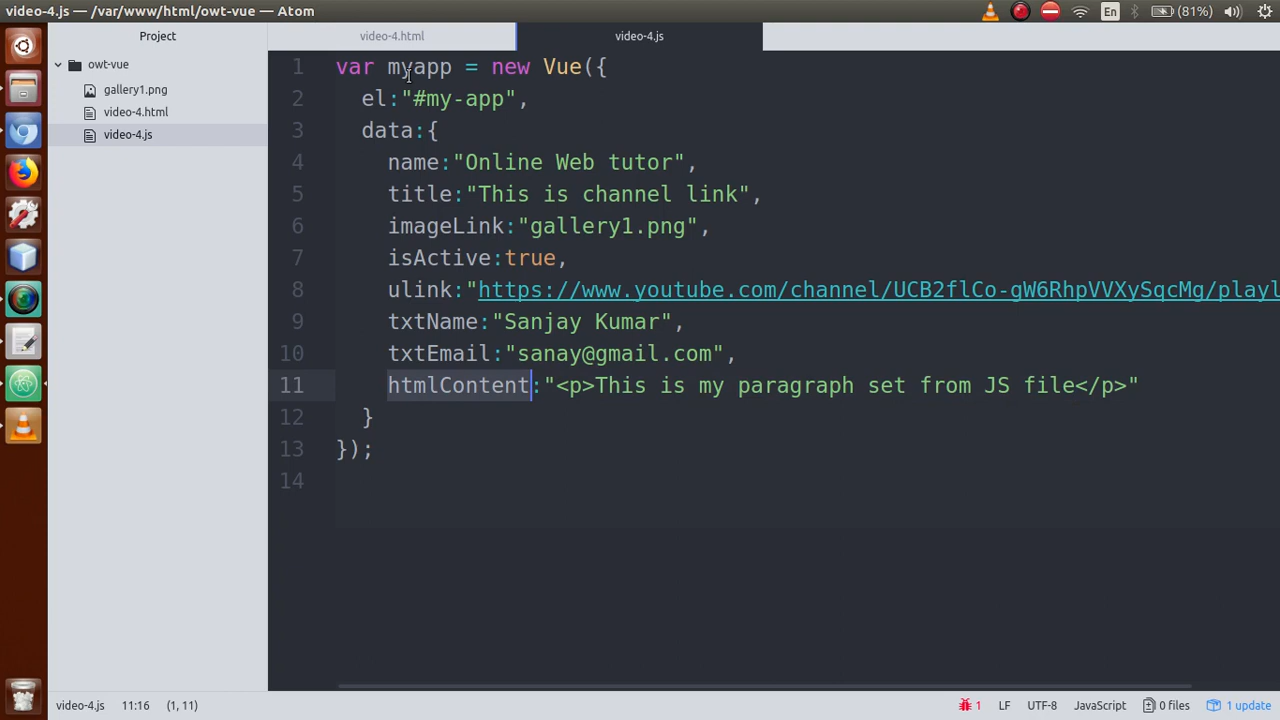 video-4.js — /var/www/html/owt-vue — Atom
En
(81%)
Project
video-4.html
video-4.js
owt-vue
gallery1.png
video-4.html
video-4.js
1 var myapp = new Vue({
2 el:"#my-app",
3 data:{
4 name:"Online Web tutor",
5 title:"This is channel link",
6 imageLink:"gallery1.png",
7 isActive:true,
8 ulink:"https://www.youtube.com/channel/UCB2flCo-gW6RhpVVXySqcMg/playl
9 txtName:"Sanjay Kumar",
10 txtEmail:"sanay@gmail.com",
11 htmlContent:"<p>This is my paragraph set from JS file</p>"
12 }
13 });
14
video-4.js 11:16 (1, 11) 1 LF UTF-8 JavaScript 0 files 1 update